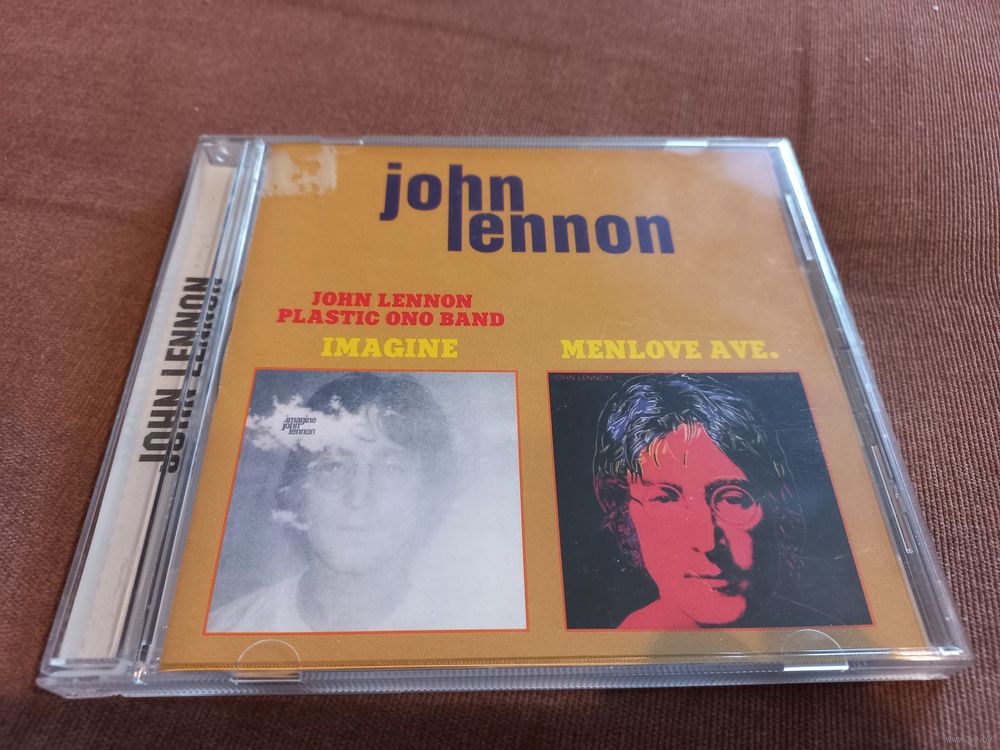 john
lennon
JOHN LENNON
PLASTIC ONO BAND
IMAGINE
MENLOVE AVE.
imagine
john
lennon
JOHN LENNON
MENLOVE AVE.
JOHN LENNON